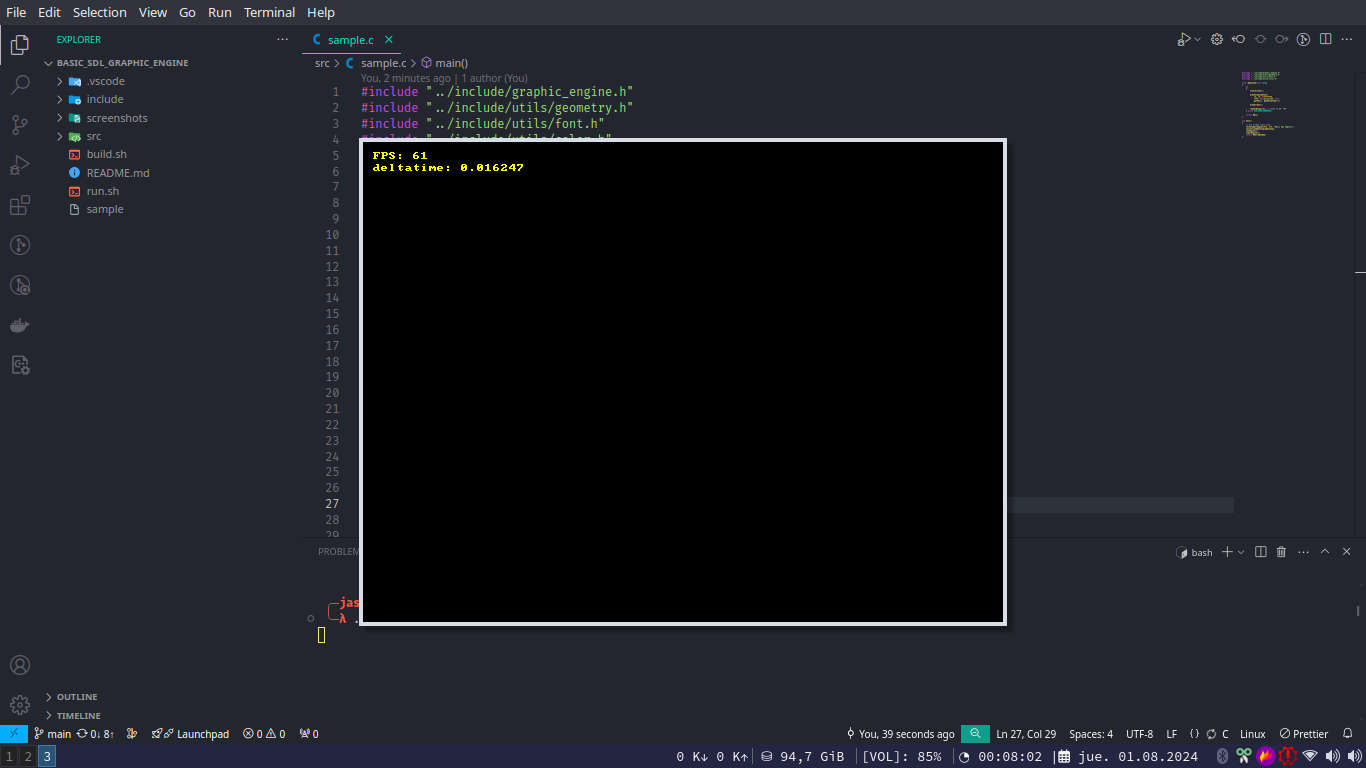 File Edit Selection View Go Run Terminal Help
EXPLORER
sample.c
BASIC_SDL_GRAPHIC_ENGINE
src > sample.c > main()
.vscode
include
screenshots
src
build.sh
README.md
run.sh
sample
You, 2 minutes ago | 1 author (You)
1 #include "../include/graphic_engine.h"
2 #include "../include/utils/geometry.h"
3 #include "../include/utils/font.h"
4
5
6
7
8
9
10
11
12
13
14
15
16
17
18
19
20
21
22
23
24
25
26
27
28
29
FPS: 61
deltatime: 0.016247
PROBLEM
bash
jas
λ .
OUTLINE
TIMELINE
main 0↓ 8↑ Launchpad 0 0 0 You, 39 seconds ago Ln 27, Col 29 Spaces: 4 UTF-8 LF {} C Linux Prettier
1 2 3 0 K↓ 0 K↑ 94,7 GiB [VOL]: 85% 00:08:02 jue. 01.08.2024